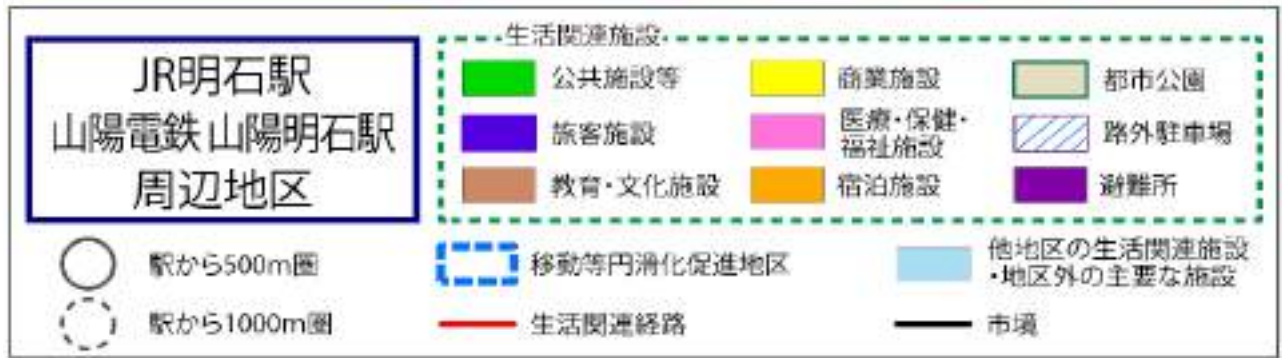 JR明石駅
山陽電鉄 山陽明石駅
周辺地区
生活関連施設
公共施設等
商業施設
都市公園
旅客施設
医療・保健・
福祉施設
路外駐車場
教育・文化施設
宿泊施設
避難所
駅から500m圏
移動等円滑化促進地区
他地区の生活関連施設
・地区外の主要な施設
駅から1000m圏
生活関連経路
市境